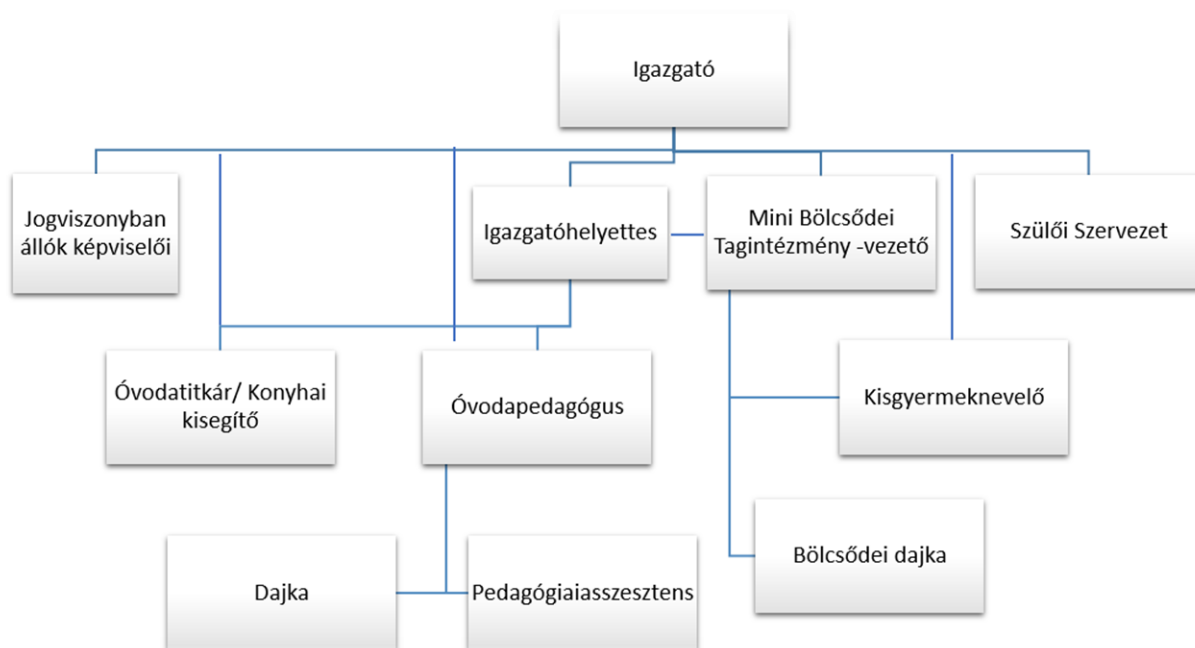 Igazgató
Jogviszonyban
állók képviselői
Igazgatóhelyettes
Mini Bölcsődei
Tagintézmény -vezető
Szülői Szervezet
Óvodatitkár/ Konyhai
kisegítő
Óvodapedagógus
Kisgyermeknevelő
Dajka
Pedagógiaiasszesztens
Bölcsődei dajka